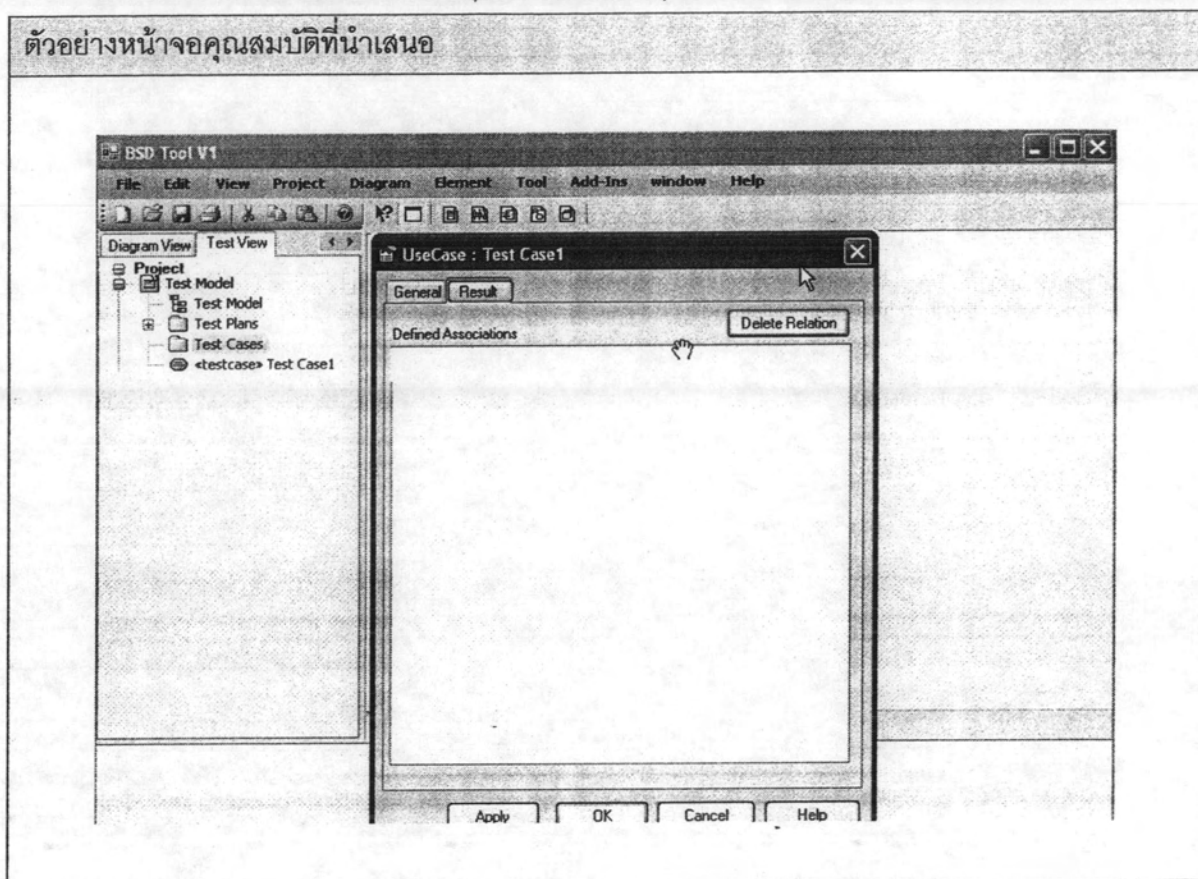 ตัวอย่างหน้าจอคุณสมบัติที่นำเสนอ
BSD Tool V1
File Edit View Project Diagram Element Tool Add-Ins window Help
Diagram View Test View
Project
Test Model
Test Model
Test Plans
Test Cases
«testcase» Test Case1
UseCase : Test Case1
General Result
Defined Associations
Delete Relation
Apply OK Cancel Help